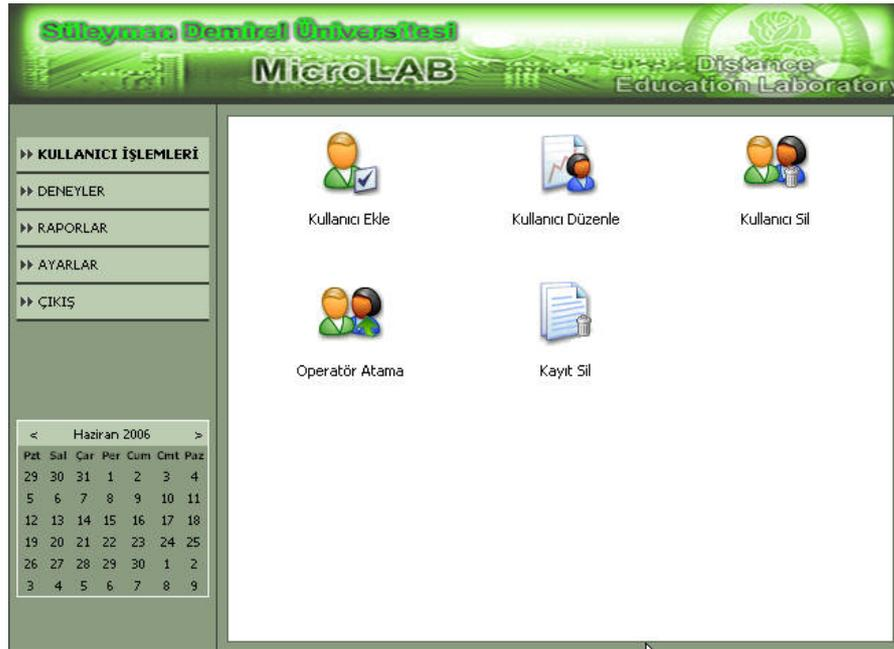 Süleyman Demirel Üniversitesi
MicroLAB
Distance
Education Laboratory
KULLANICI İŞLEMLERİ
DENEYLER
RAPORLAR
AYARLAR
ÇIKIŞ
Kullanıcı Ekle Kullanıcı Düzenle Kullanıcı Sil
Operatör Atama Kayıt Sil
< Haziran 2006 >
Pzt Sal Çar Per Cum Cmt Paz
29 30 31 1 2 3 4
5 6 7 8 9 10 11
12 13 14 15 16 17 18
19 20 21 22 23 24 25
26 27 28 29 30 1 2
3 4 5 6 7 8 9